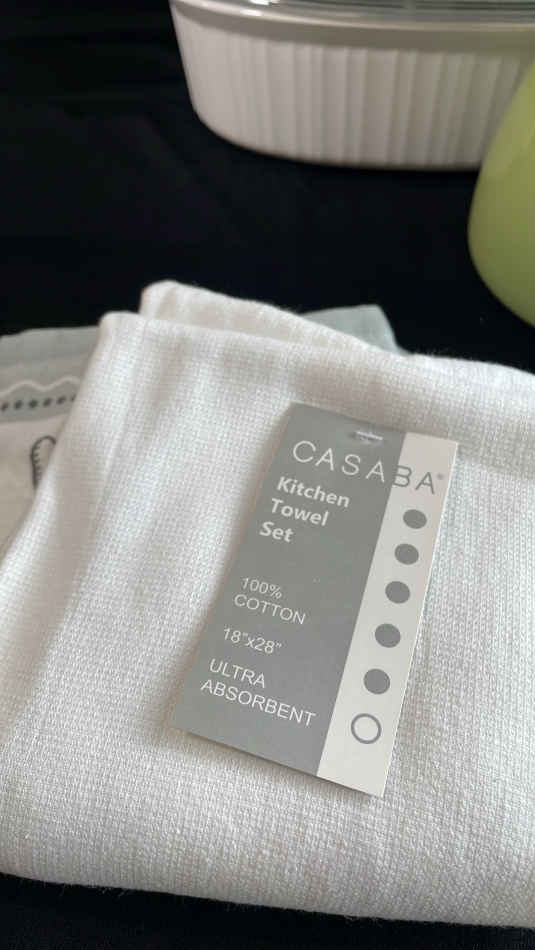 CASABA®
Kitchen
Towel
Set
100%
COTTON
18"x28"
ULTRA
ABSORBENT